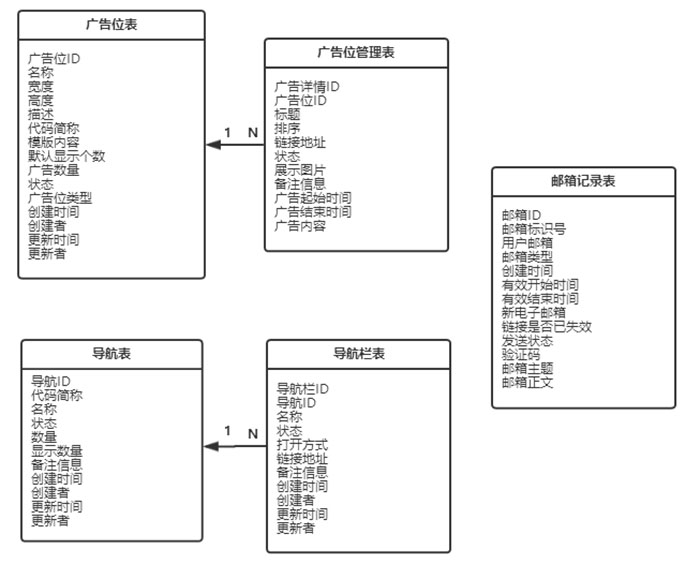 广告位表
广告位ID
名称
宽度
高度
描述
代码简称
模版内容
默认显示个数
广告数量
状态
广告位类型
创建时间
创建者
更新时间
更新者
1 N
广告位管理表
广告详情ID
广告位ID
标题
排序
链接地址
状态
展示图片
备注信息
广告起始时间
广告结束时间
广告内容
邮箱记录表
邮箱ID
邮箱标识号
用户邮箱
邮箱类型
创建时间
有效开始时间
有效结束时间
新电子邮箱
链接是否已失效
发送状态
验证码
邮箱主题
邮箱正文
导航表
导航ID
代码简称
名称
状态
数量
显示数量
备注信息
创建时间
创建者
更新时间
更新者
1 N
导航栏表
导航栏ID
导航ID
名称
状态
打开方式
链接地址
备注信息
创建时间
创建者
更新时间
更新者